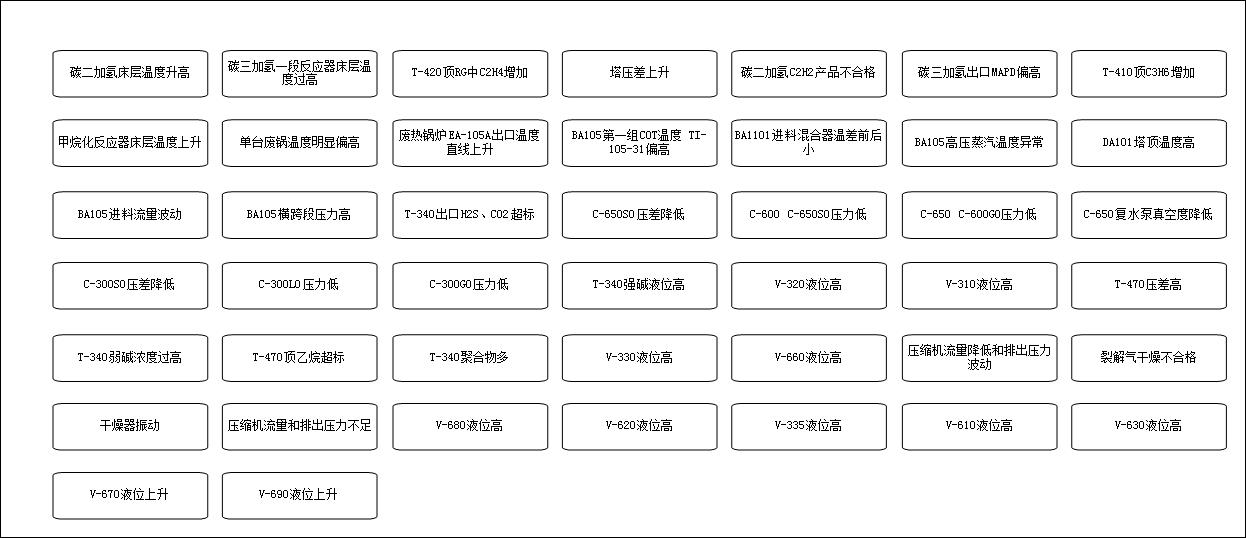 碳二加氢床层温度升高
碳三加氢一段反应器床层温
度过高
T-420顶RG中C2H4增加
塔压差上升
碳二加氢C2H2产品不合格
碳三加氢出口MAPD偏高
T-410顶C3H6增加
甲烷化反应器床层温度上升
单台废锅温度明显偏高
废热锅炉EA-105A出口温度
直线上升
BA105第一组COT温度 TI-
105-31偏高
BA1101进料混合器温差前后
小
BA105高压蒸汽温度异常
DA101塔顶温度高
BA105进料流量波动
BA105横跨段压力高
T-340出口H2S、CO2超标
C-650SO压差降低
C-600 C-650SO压力低
C-650 C-600GO压力低
C-650复水泵真空度降低
C-300SO压差降低
C-300LO压力低
C-300GO压力低
T-340强碱液位高
V-320液位高
V-310液位高
T-470压差高
T-340弱碱浓度过高
T-470顶乙烷超标
T-340聚合物多
V-330液位高
V-660液位高
压缩机流量降低和排出压力
波动
裂解气干燥不合格
干燥器振动
压缩机流量和排出压力不足
V-680液位高
V-620液位高
V-335液位高
V-610液位高
V-630液位高
V-670液位上升
V-690液位上升